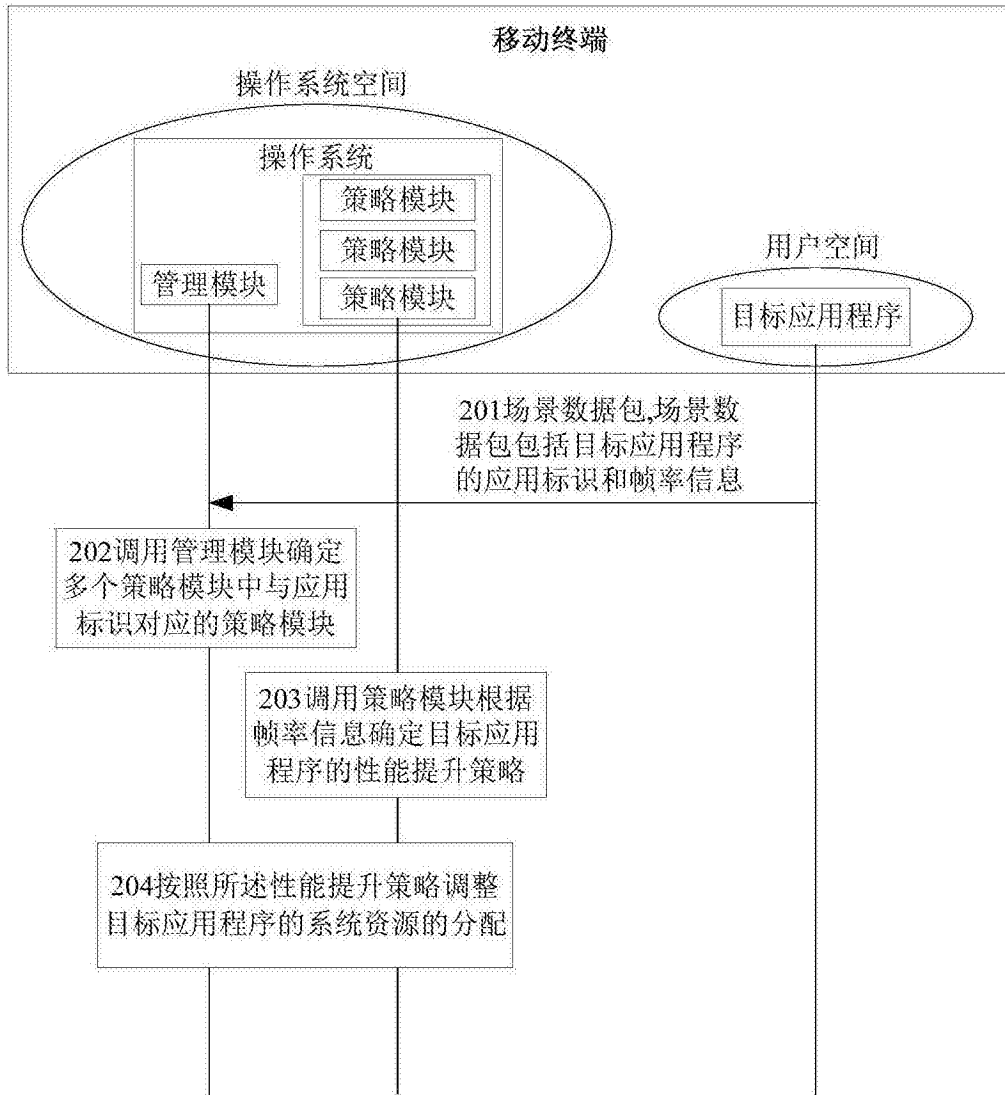 移动终端
操作系统空间
操作系统
策略模块
策略模块
策略模块
管理模块
用户空间
目标应用程序
201场景数据包,场景数
据包包括目标应用程序
的应用标识和帧率信息
202调用管理模块确定
多个策略模块中与应用
标识对应的策略模块
203调用策略模块根据
帧率信息确定目标应用
程序的性能提升策略
204按照所述性能提升策略调整
目标应用程序的系统资源的分配